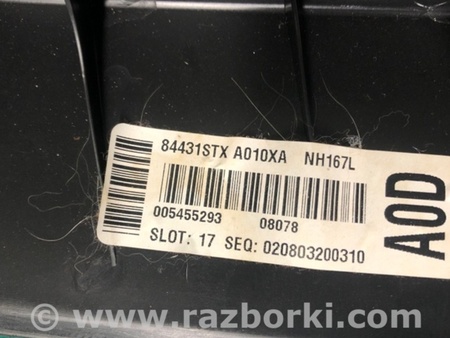 84431STX A010XA NH167L
005455293 08078
SLOT: 17 SEQ: 020803200310
A0D
© www.razborki.com